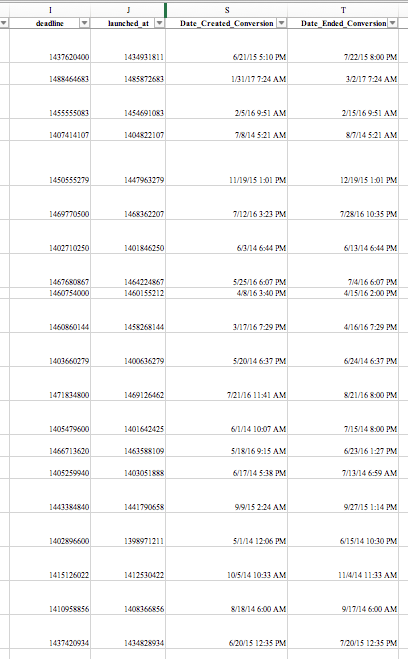 I J S T
deadline launched_at Date_Created_Conversion Date_Ended_Conversion
1437620400 1434931811 6/21/15 5:10 PM 7/22/15 8:00 PM
1488464683 1485872683 1/31/17 7:24 AM 3/2/17 7:24 AM
1455555083 1454691083 2/5/16 9:51 AM 2/15/16 9:51 AM
1407414107 1404822107 7/8/14 5:21 AM 8/7/14 5:21 AM
1450555279 1447963279 11/19/15 1:01 PM 12/19/15 1:01 PM
1469770500 1468362207 7/12/16 3:23 PM 7/28/16 10:35 PM
1402710250 1401846250 6/3/14 6:44 PM 6/13/14 6:44 PM
1467680867 1464224867 5/25/16 6:07 PM 7/4/16 6:07 PM
1460754000 1460155212 4/8/16 3:40 PM 4/15/16 2:00 PM
1460860144 1458268144 3/17/16 7:29 PM 4/16/16 7:29 PM
1403660279 1400636279 5/20/14 6:37 PM 6/24/14 6:37 PM
1471834800 1469126462 7/21/16 11:41 AM 8/21/16 8:00 PM
1405479600 1401642425 6/1/14 10:07 AM 7/15/14 8:00 PM
1466713620 1463588109 5/18/16 9:15 AM 6/23/16 1:27 PM
1405259940 1403051888 6/17/14 5:38 PM 7/13/14 6:59 AM
1443384840 1441790658 9/9/15 2:24 AM 9/27/15 1:14 PM
1402896600 1398971211 5/1/14 12:06 PM 6/15/14 10:30 PM
1415126022 1412530422 10/5/14 10:33 AM 11/4/14 11:33 AM
1410958856 1408366856 8/18/14 6:00 AM 9/17/14 6:00 AM
1437420934 1434828934 6/20/15 12:35 PM 7/20/15 12:35 PM